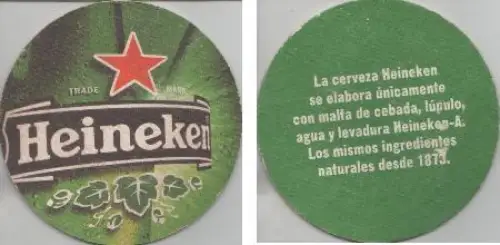 TRADE MARK
Heineken
La cerveza Heineken
se elabora únicamente
con malta de cebada, lúpulo,
agua y levadura Heineken-A.
Los mismos ingredientes
naturales desde 1873.